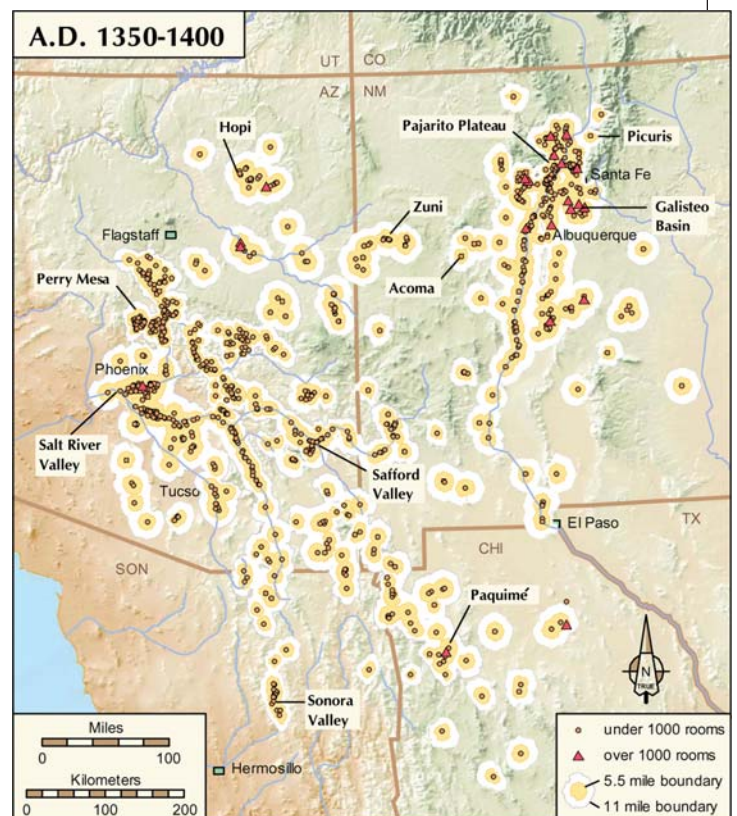 A.D. 1350-1400
UT
CO
AZ
NM
Hopi
Pajarito Plateau
Picuris
Santa Fe
Zuni
Galisteo
Basin
Flagstaff
Albuquerque
Acoma
Perry Mesa
Phoenix
Salt River
Valley
Safford
Valley
Tucso
El Paso
TX
CHI
SON
Paquimé
Sonora
Valley
Hermosillo
Miles
0
100
Kilometers
0
100
200
N
TRUE
under 1000 rooms
over 1000 rooms
5.5 mile boundary
11 mile boundary